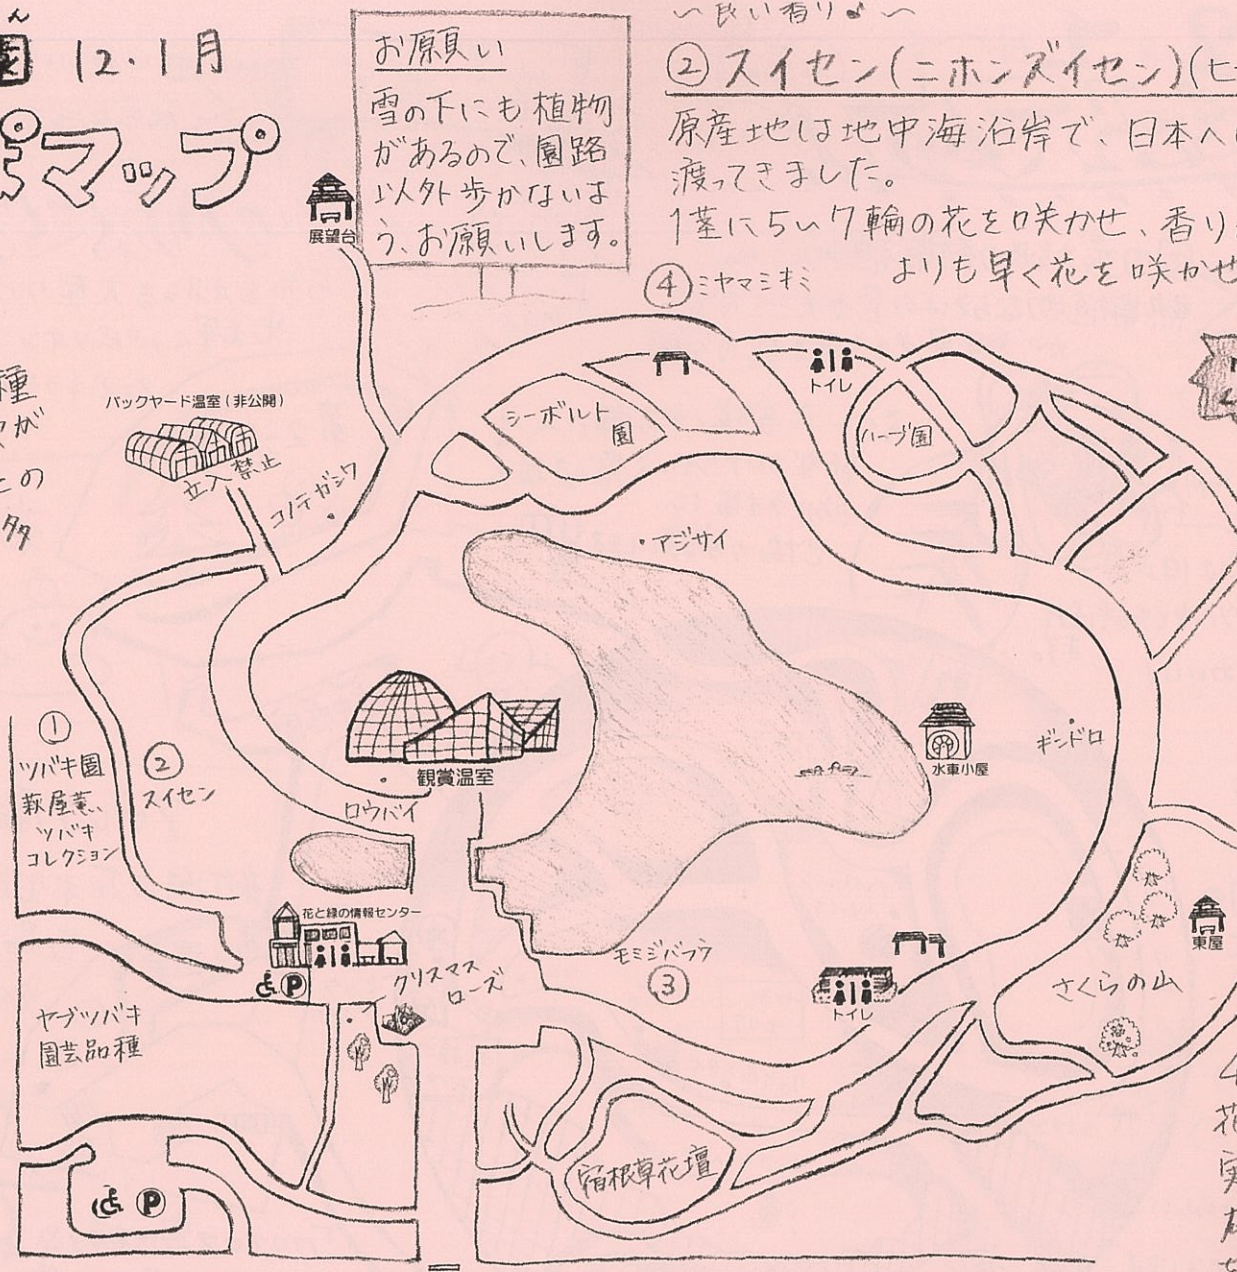 園 12・1月
ぽマップ
お願い
雪の下にも植物
があるので、園路
以外歩かないよ
う、お願いします。
〜良い香り♪〜
②スイセン(ニホンズイセン)(ヒ
原産地は地中海沿岸で、日本へ
渡ってきました。
1茎に5〜7輪の花を咲かせ、香り
よりも早く花を咲かせ
④ミヤマシキミ
展望台
種
が
この
バックヤード温室(非公開)
立入禁止
コノテガシワ
シーボルト
園
トイレ
ハーブ園
・アジサイ
観賞温室
ロウバイ
水車小屋
ギンドロ
①
ツバキ園
萩屋薫、
ツバキ
コレクション
②
スイセン
花と緑の情報センター
P
クリスマス
ローズ
モミジバフウ
③
トイレ
東屋
さくらの山
ヤブツバキ
園芸品種
P
宿根草花壇
花
実